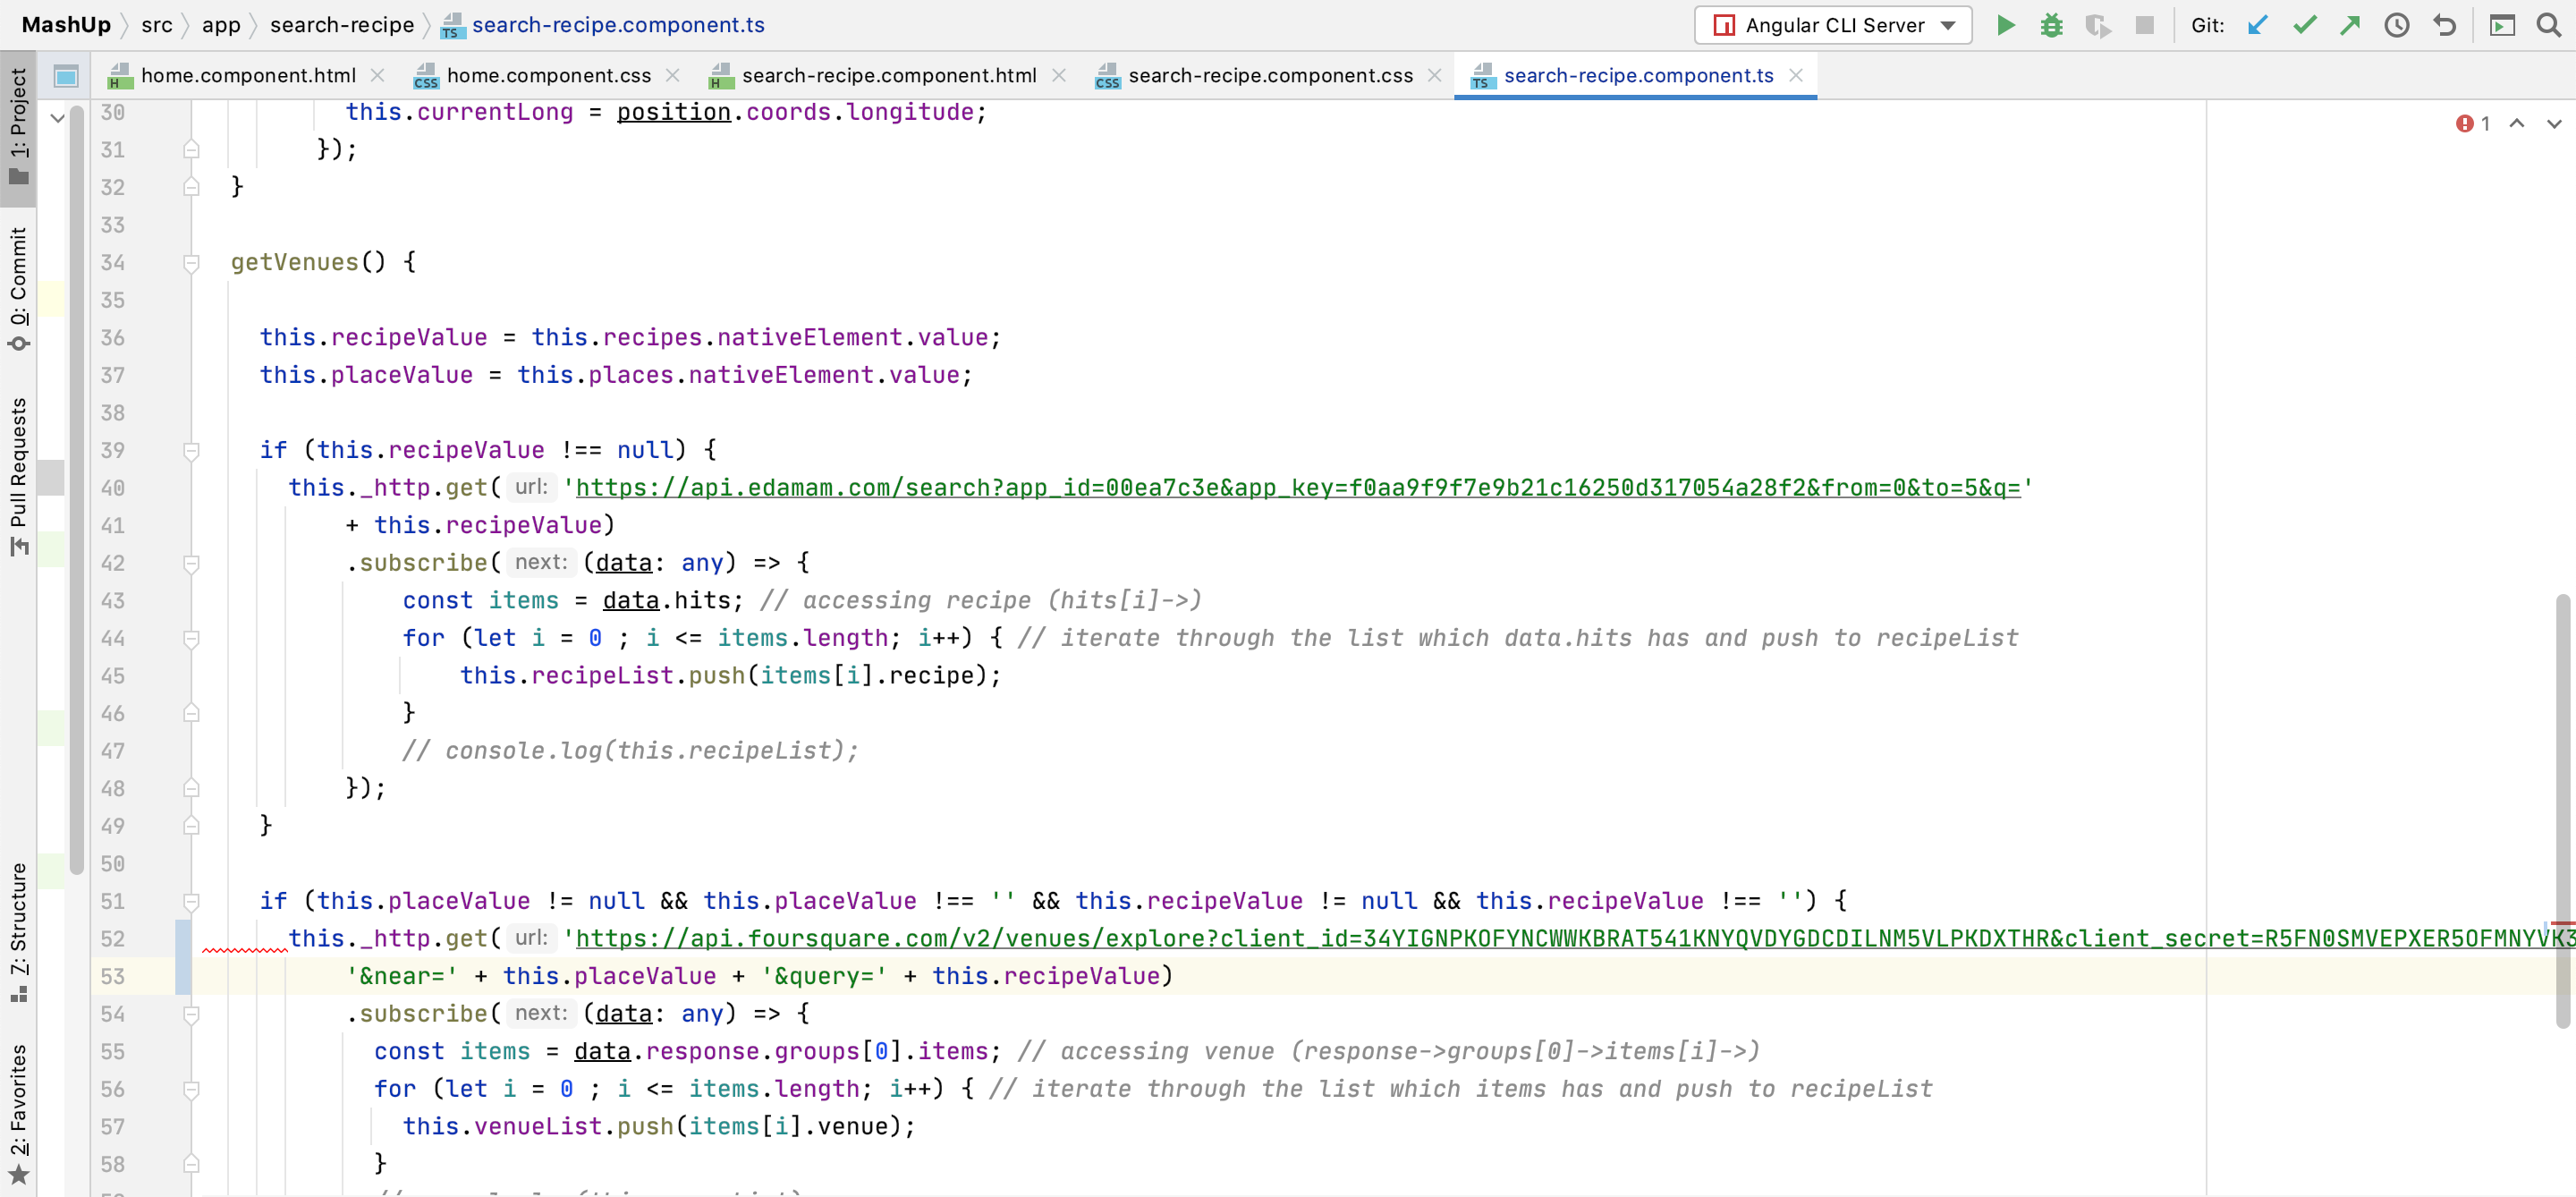 MashUp src app search-recipe search-recipe.component.ts Angular CLI Server Git:
home.component.html home.component.css search-recipe.component.html search-recipe.component.css search-recipe.component.ts
1: Project
0: Commit
Pull Requests
7: Structure
2: Favorites
1
30 this.currentLong = position.coords.longitude;
31 });
32 }
33
34 getVenues() {
35
36 this.recipeValue = this.recipes.nativeElement.value;
37 this.placeValue = this.places.nativeElement.value;
38
39 if (this.recipeValue !== null) {
40 this._http.get( url: 'https://api.edamam.com/search?app_id=00ea7c3e&app_key=f0aa9f9f7e9b21c16250d317054a28f2&from=0&to=5&q='
41 + this.recipeValue)
42 .subscribe( next: (data: any) => {
43 const items = data.hits; // accessing recipe (hits[i]->)
44 for (let i = 0 ; i <= items.length; i++) { // iterate through the list which data.hits has and push to recipeList
45 this.recipeList.push(items[i].recipe);
46 }
47 // console.log(this.recipeList);
48 });
49 }
50
51 if (this.placeValue != null && this.placeValue !== '' && this.recipeValue != null && this.recipeValue !== '') {
52 this._http.get( url: 'https://api.foursquare.com/v2/venues/explore?client_id=34YIGNPKOFYNCWWKBRAT541KNYQVDYGDCDILNM5VLPKDXTHR&client_secret=R5FN0SMVEPXER5OFMNYVK3
53 '&near=' + this.placeValue + '&query=' + this.recipeValue)
54 .subscribe( next: (data: any) => {
55 const items = data.response.groups[0].items; // accessing venue (response->groups[0]->items[i]->)
56 for (let i = 0 ; i <= items.length; i++) { // iterate through the list which items has and push to recipeList
57 this.venueList.push(items[i].venue);
58 }